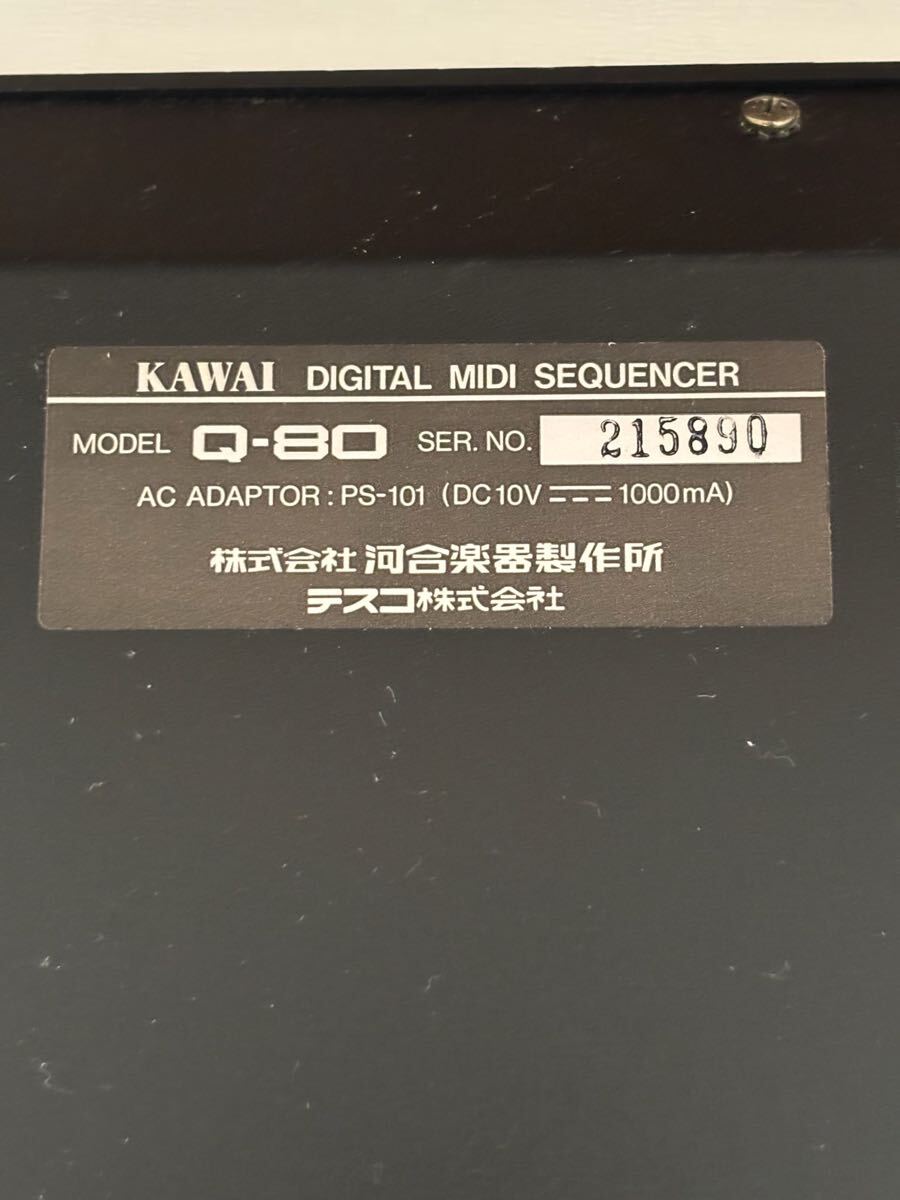 KAWAI DIGITAL MIDI SEQUENCER
MODEL Q-80 SER. NO. 215890
AC ADAPTOR : PS-101 (DC10V ⎓ 1000mA)
株式会社 河合楽器製作所
テスコ株式会社